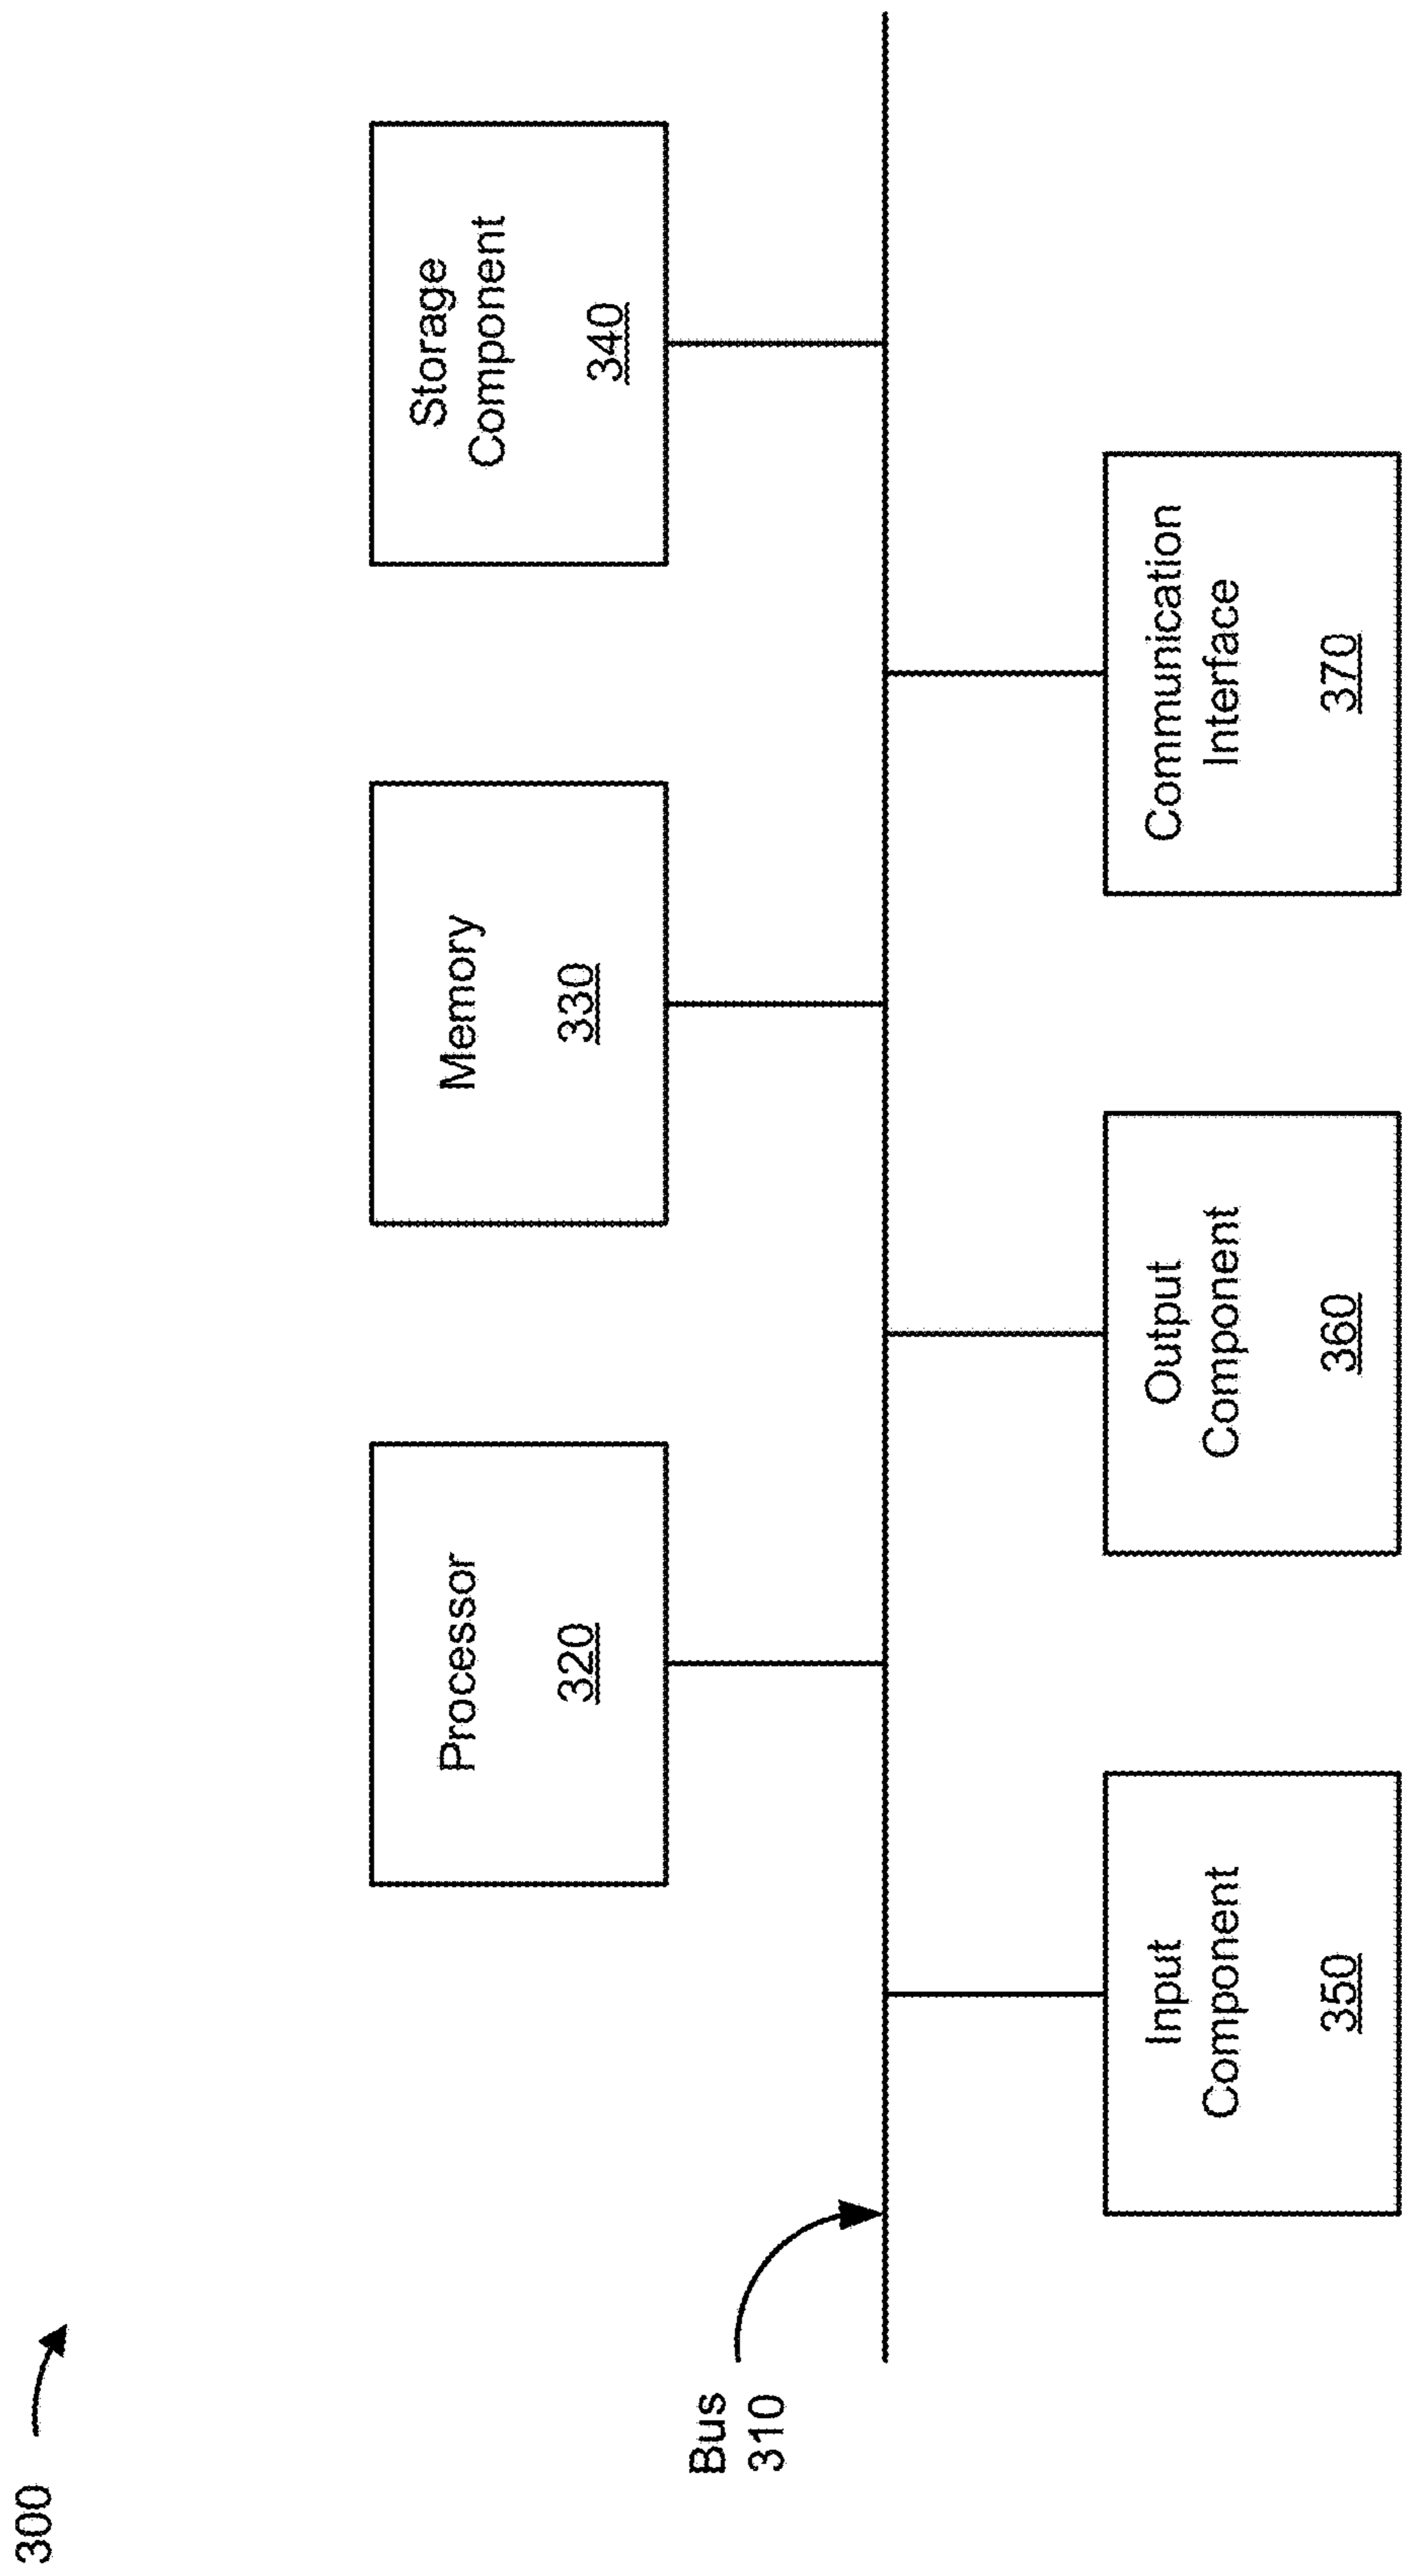 300
Processor
320
Memory
330
Storage
Component
340
Bus
310
Input
Component
350
Output
Component
360
Communication
Interface
370